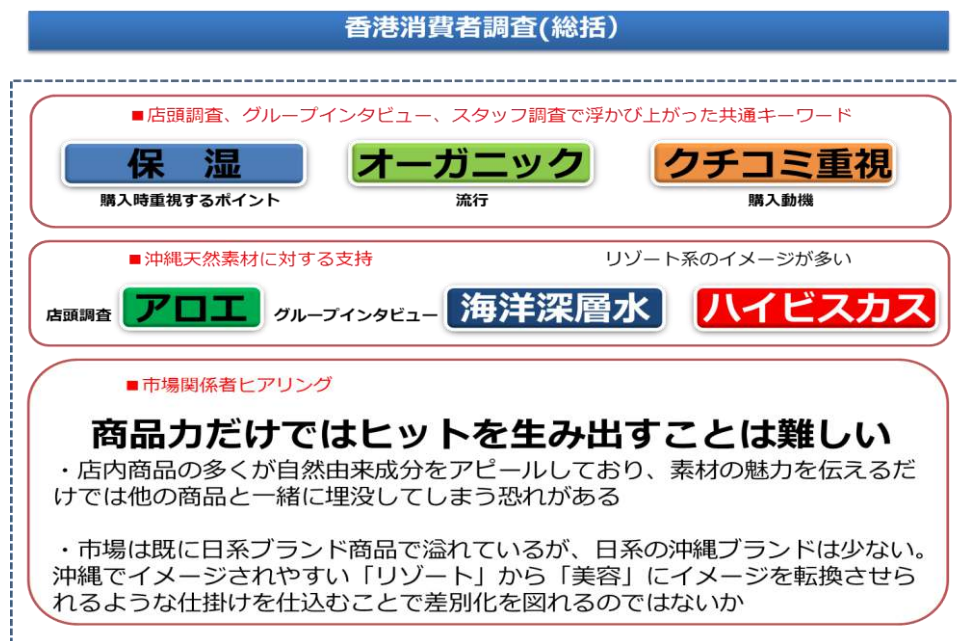 香港消費者調査(総括）
■店頭調査、グループインタビュー、スタッフ調査で浮かび上がった共通キーワード
保　湿
オーガニック
クチコミ重視
購入時重視するポイント
流行
購入動機
■沖縄天然素材に対する支持
リゾート系のイメージが多い
店頭調査
アロエ
グループインタビュー
海洋深層水
ハイビスカス
■市場関係者ヒアリング
商品力だけではヒットを生み出すことは難しい
・店内商品の多くが自然由来成分をアピールしており、素材の魅力を伝えるだ
けでは他の商品と一緒に埋没してしまう恐れがある
・市場は既に日系ブランド商品で溢れているが、日系の沖縄ブランドは少ない。
沖縄でイメージされやすい「リゾート」から「美容」にイメージを転換させら
れるような仕掛けを仕込むことで差別化を図れるのではないか